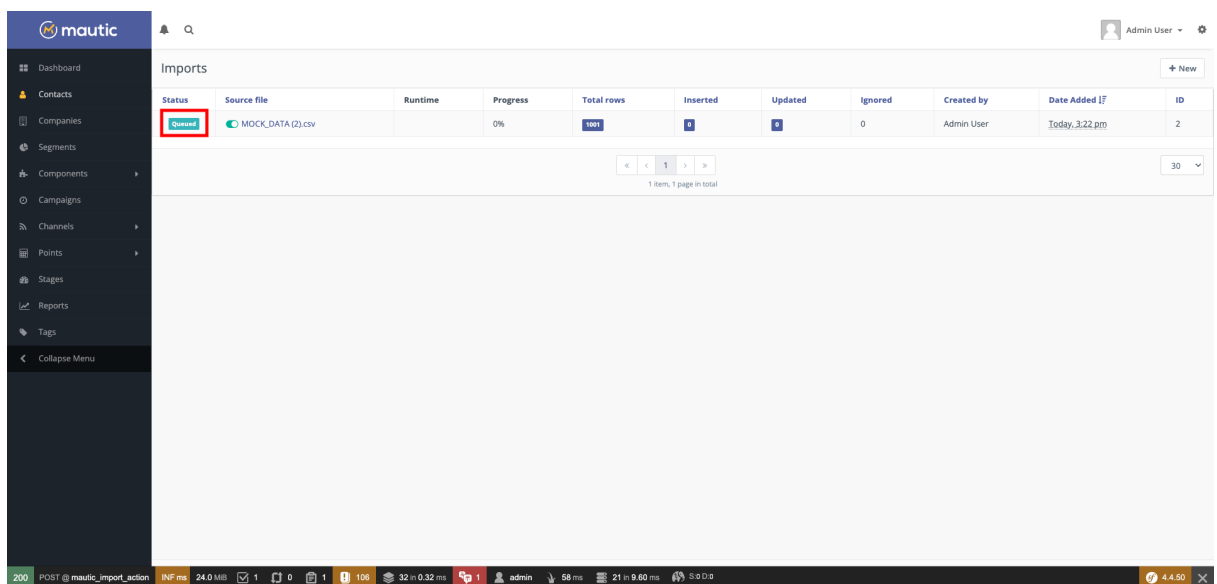 mautic
Admin User
Dashboard
Contacts
Companies
Segments
Components
Campaigns
Channels
Points
Stages
Reports
Tags
Collapse Menu
Imports
+ New
Status Source file Runtime Progress Total rows Inserted Updated Ignored Created by Date Added ID
Queued MOCK_DATA (2).csv 0% 1001 0 0 0 Admin User Today, 3:22 pm 2
« < 1 > »
30
1 item, 1 page in total
200 POST @ mautic_import_action INF ms 24.0 MiB 1 0 1 106 32 in 0.32 ms 1 admin 58 ms 21 in 9.60 ms S:0 D:0 4.4.50